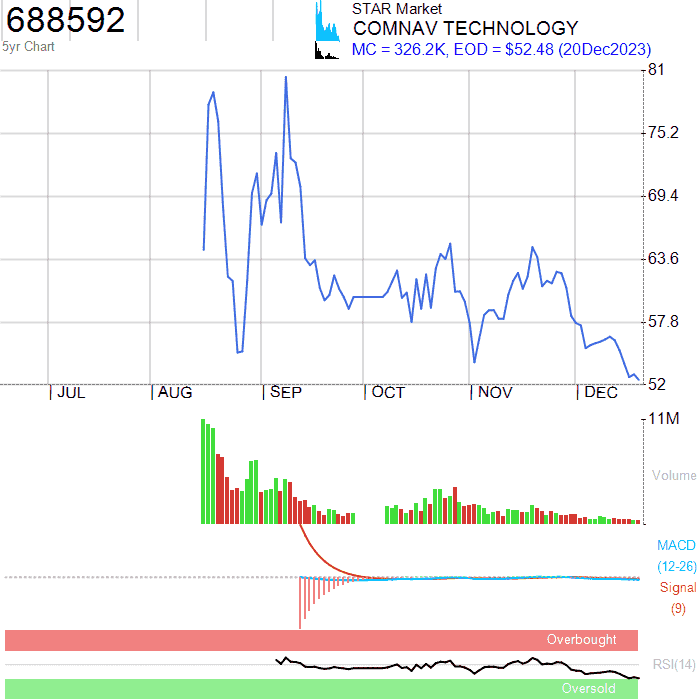 688592
STAR Market
COMNAV TECHNOLOGY
5yr Chart
MC = 326.2K, EOD = $52.48 (20Dec2023)
81
75.2
69.4
63.6
57.8
52
JUL
AUG
SEP
OCT
NOV
DEC
11M
Volume
MACD
(12-26)
Signal
(9)
Overbought
RSI(14)
Oversold